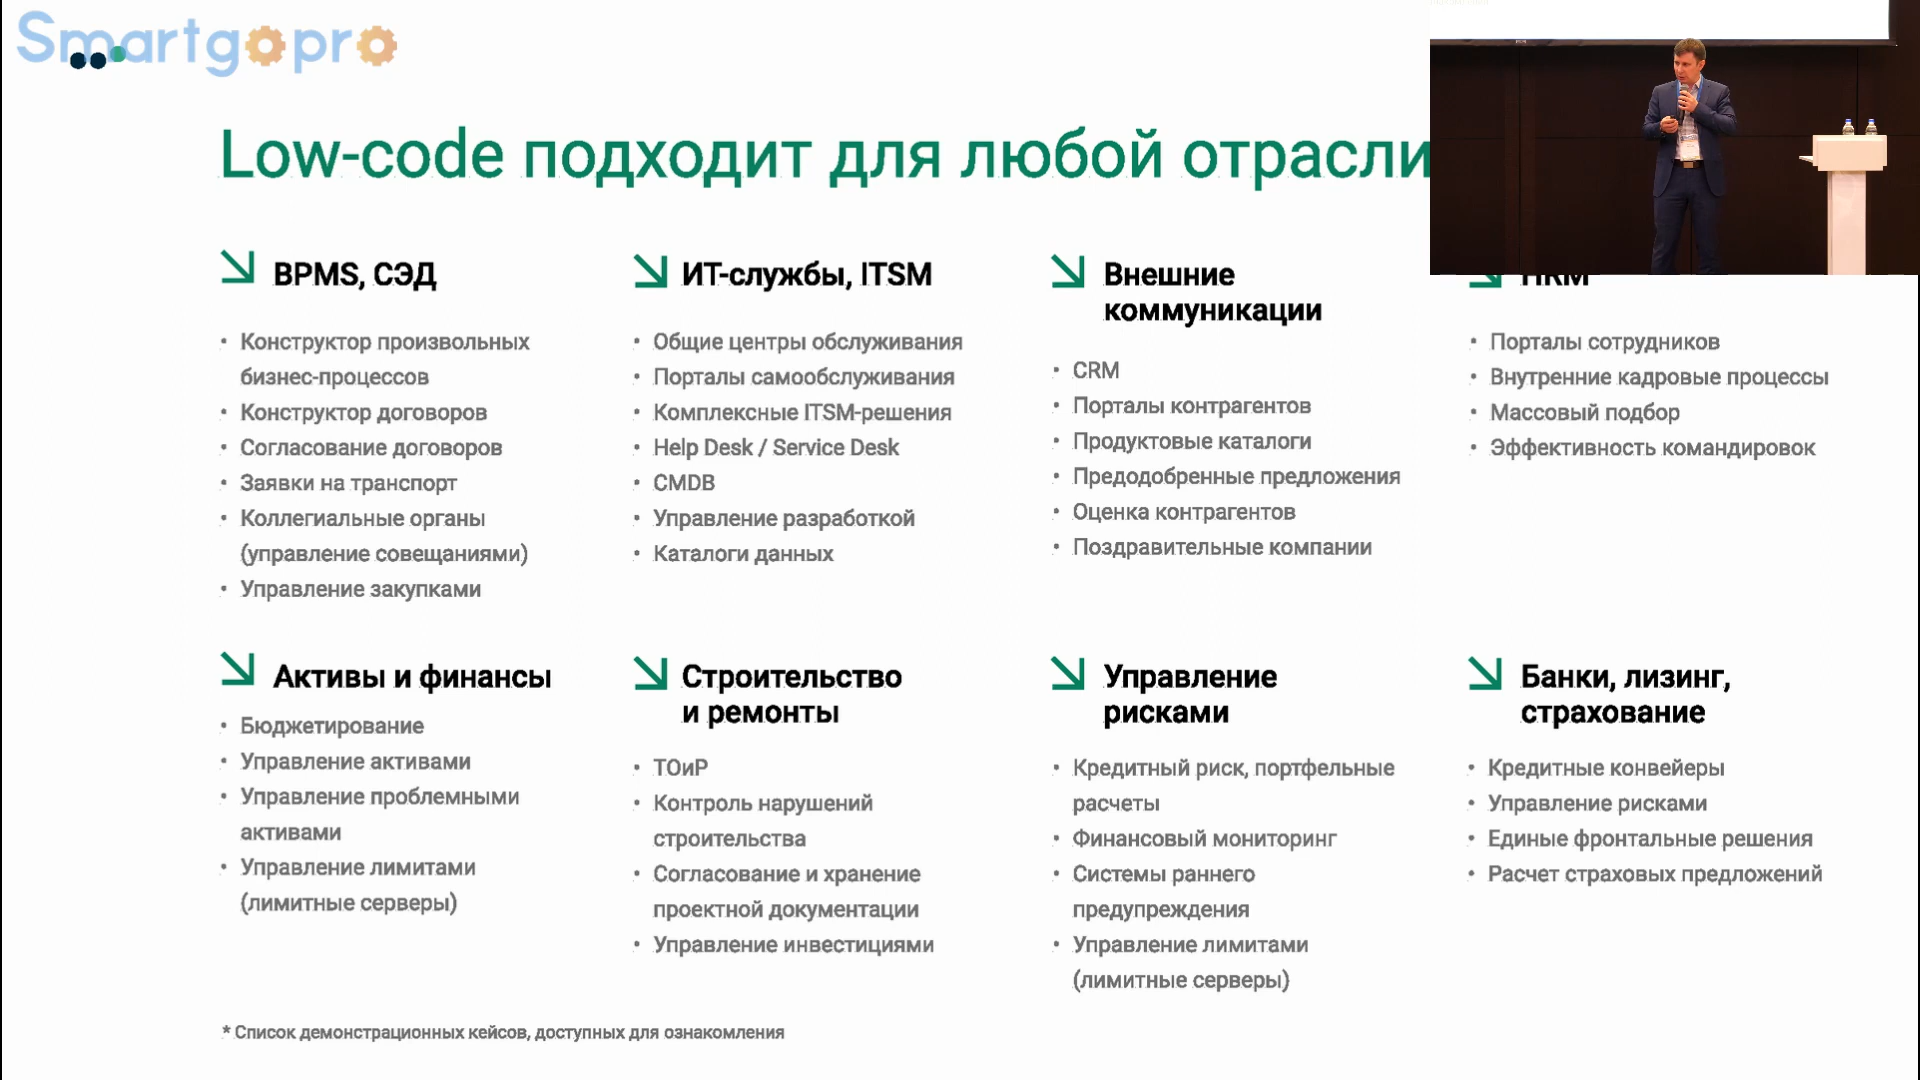 Smartgopro
Low-code подходит для любой отрасли
BPMS, СЭД
Конструктор произвольных
бизнес-процессов
Конструктор договоров
Согласование договоров
Заявки на транспорт
Коллегиальные органы
(управление совещаниями)
Управление закупками
ИТ-службы, ITSM
Общие центры обслуживания
Порталы самообслуживания
Комплексные ITSM-решения
Help Desk / Service Desk
CMDB
Управление разработкой
Каталоги данных
Внешние
коммуникации
CRM
Порталы контрагентов
Продуктовые каталоги
Предодобренные предложения
Оценка контрагентов
Поздравительные компании
HRM
Порталы сотрудников
Внутренние кадровые процессы
Массовый подбор
Эффективность командировок
Активы и финансы
Бюджетирование
Управление активами
Управление проблемными
активами
Управление лимитами
(лимитные серверы)
Строительство
и ремонты
ТОиР
Контроль нарушений
строительства
Согласование и хранение
проектной документации
Управление инвестициями
Управление
рисками
Кредитный риск, портфельные
расчеты
Финансовый мониторинг
Системы раннего
предупреждения
Управление лимитами
(лимитные серверы)
Банки, лизинг,
страхование
Кредитные конвейеры
Управление рисками
Единые фронтальные решения
Расчет страховых предложений
* Список демонстрационных кейсов, доступных для ознакомления